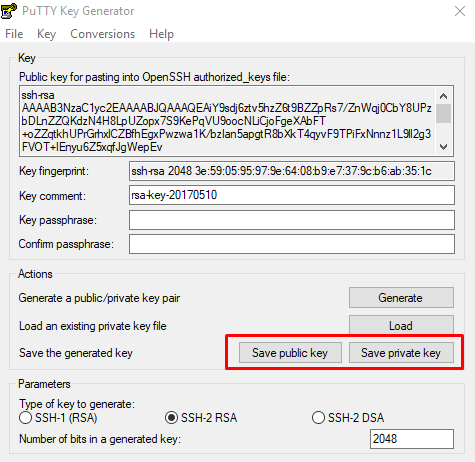 PuTTY Key Generator
File Key Conversions Help
Key
Public key for pasting into OpenSSH authorized_keys file:
ssh-rsa
AAAAB3NzaC1yc2EAAAABJQAAAQEAiY9sdj6ztv5hzZ6t9BZZpRs7/ZnWqj0CbY8UPz
bDLnZZQKdzN4H8LpUZopx7S9KePqVU9oocNLiCjoFgeXAbFT
+oZZqtkhUPrGrhxlCZBfhEgxPwzwa1K/bzIan5apgtR8bXkT4qyvF9TPiFxNnnz1L9Il2g3
FVOT+IEnyu6Z5xqfJgWepEv
Key fingerprint: ssh-rsa 2048 3e:59:05:95:97:9e:64:08:b9:e7:37:9c:b6:ab:35:1c
Key comment: rsa-key-20170510
Key passphrase:
Confirm passphrase:
Actions
Generate a public/private key pair Generate
Load an existing private key file Load
Save the generated key Save public key Save private key
Parameters
Type of key to generate:
SSH-1 (RSA) SSH-2 RSA SSH-2 DSA
Number of bits in a generated key: 2048